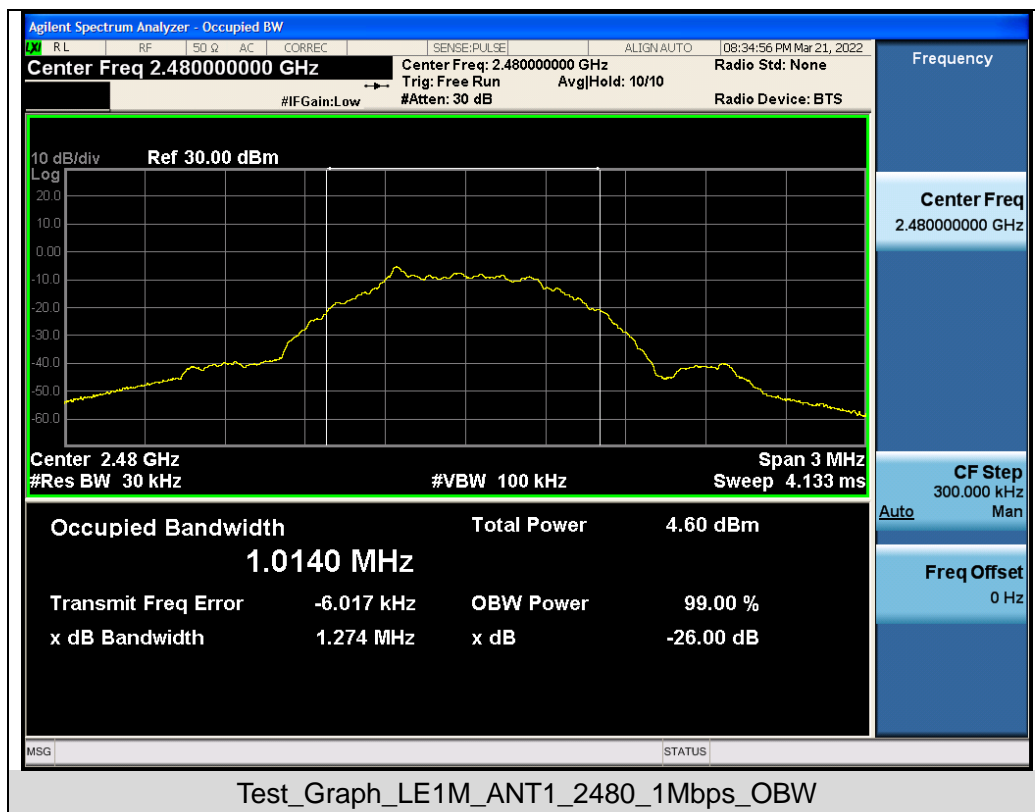 Agilent Spectrum Analyzer - Occupied BW
LXI RL RF 50 Ω AC CORREC SENSE:PULSE ALIGN AUTO 08:34:56 PM Mar 21, 2022
Center Freq 2.480000000 GHz
Center Freq: 2.480000000 GHz
Radio Std: None
Trig: Free Run Avg|Hold: 10/10
#IFGain:Low #Atten: 30 dB Radio Device: BTS
Frequency
10 dB/div Ref 30.00 dBm
Log
20.0
10.0
0.00
-10.0
-20.0
-30.0
-40.0
-50.0
-60.0
Center 2.48 GHz Span 3 MHz
#Res BW 30 kHz #VBW 100 kHz Sweep 4.133 ms
Center Freq
2.480000000 GHz
CF Step
300.000 kHz
Auto Man
Freq Offset
0 Hz
Occupied Bandwidth Total Power 4.60 dBm
1.0140 MHz
Transmit Freq Error -6.017 kHz OBW Power 99.00 %
x dB Bandwidth 1.274 MHz x dB -26.00 dB
MSG STATUS
Test_Graph_LE1M_ANT1_2480_1Mbps_OBW